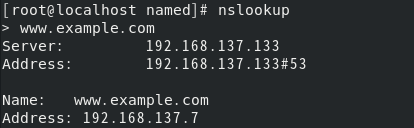 [root@localhost named]# nslookup
> www.example.com
Server:         192.168.137.133
Address:        192.168.137.133#53

Name:   www.example.com
Address: 192.168.137.7